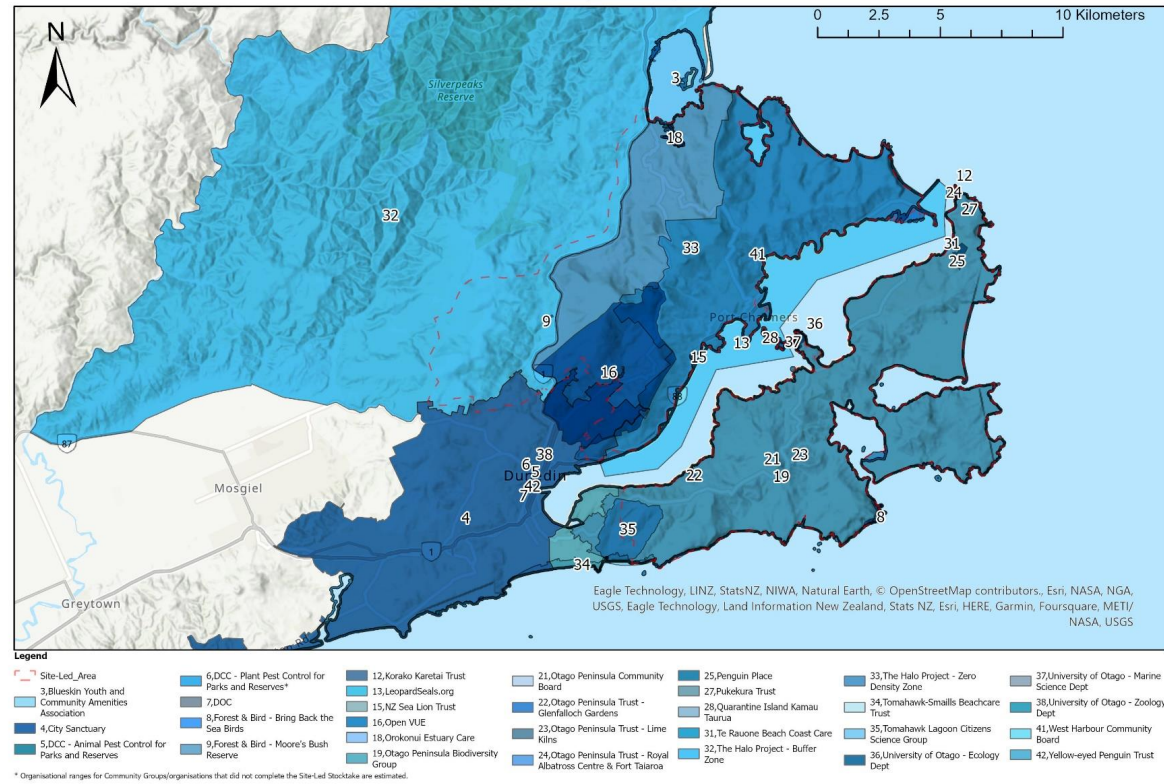 N
0 2.5 5 10 Kilometers
Silverpeaks
Reserve
3
18
12
24
27
32
33
41
31
25
9
Port Chalmers
36
28
37
13
15
16
88
87
38
6
Dunedin
5
42
7
Mosgiel
22
21
23
19
4
8
35
1
34
Greytown
Eagle Technology, LINZ, StatsNZ, NIWA, Natural Earth, © OpenStreetMap contributors., Esri, NASA, NGA,
USGS, Eagle Technology, Land Information New Zealand, Stats NZ, Esri, HERE, Garmin, Foursquare, METI/
NASA, USGS
Legend
Site-Led_Area
3,Blueskin Youth and
Community Amenities
Association
4,City Sanctuary
5,DCC - Animal Pest Control for
Parks and Reserves
6,DCC - Plant Pest Control for
Parks and Reserves*
7,DOC
8,Forest & Bird - Bring Back the
Sea Birds
9,Forest & Bird - Moore's Bush
Reserve
12,Korako Karetai Trust
13,LeopardSeals.org
15,NZ Sea Lion Trust
16,Open VUE
18,Orokonui Estuary Care
19,Otago Peninsula Biodiversity
Group
21,Otago Peninsula Community
Board
22,Otago Peninsula Trust -
Glenfalloch Gardens
23,Otago Peninsula Trust - Lime
Kilns
24,Otago Peninsula Trust - Royal
Albatross Centre & Fort Taiaroa
25,Penguin Place
27,Pukekura Trust
28,Quarantine Island Kamau
Taurua
31,Te Rauone Beach Coast Care
32,The Halo Project - Buffer
Zone
33,The Halo Project - Zero
Density Zone
34,Tomahawk-Smaills Beachcare
Trust
35,Tomahawk Lagoon Citizens
Science Group
36,University of Otago - Ecology
Dept
37,University of Otago - Marine
Science Dept
38,University of Otago - Zoology
Dept
41,West Harbour Community
Board
42,Yellow-eyed Penguin Trust
* Organisational ranges for Community Groups/organisations that did not complete the Site-Led Stocktake are estimated.